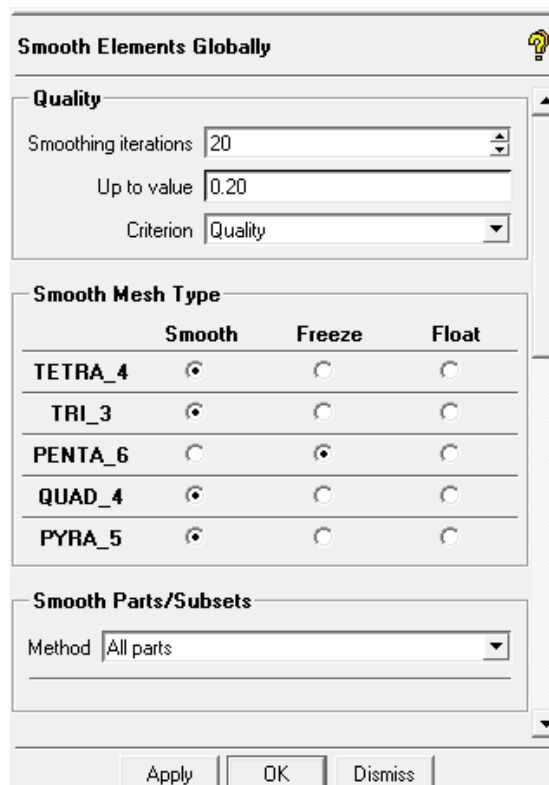 Smooth Elements Globally
Quality
Smoothing iterations 20
Up to value 0.20
Criterion Quality
Smooth Mesh Type
Smooth Freeze Float
TETRA_4
TRI_3
PENTA_6
QUAD_4
PYRA_5
Smooth Parts/Subsets
Method All parts
Apply OK Dismiss